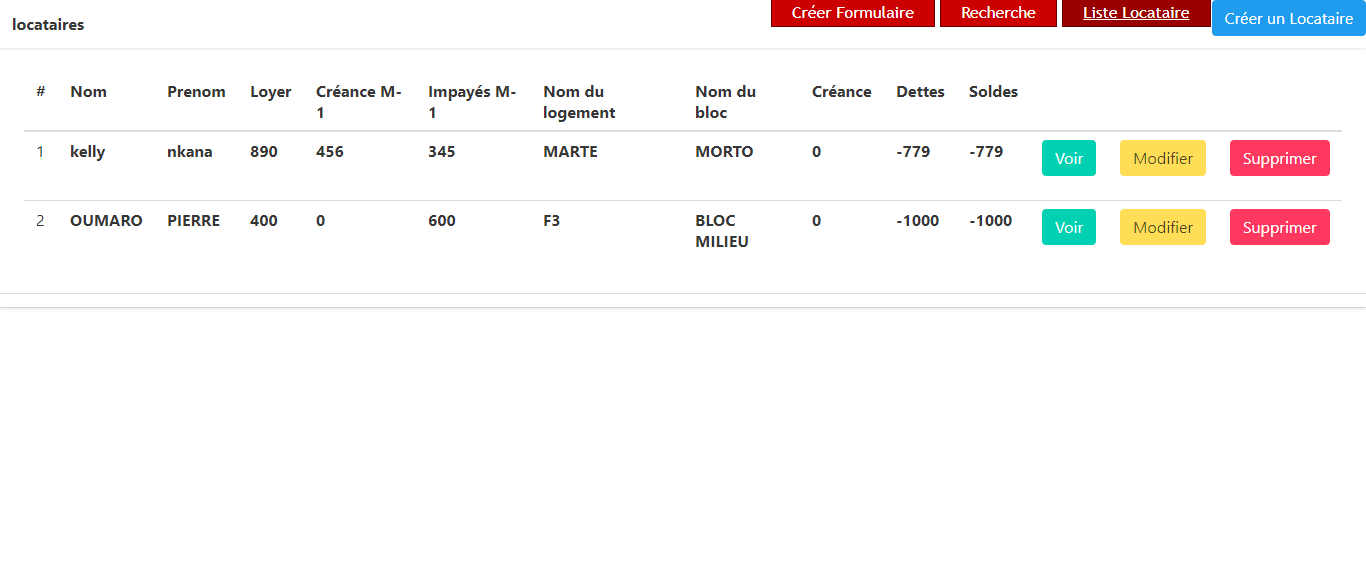 locataires
Créer Formulaire Recherche Liste Locataire Créer un Locataire
# Nom Prenom Loyer Créance M- Impayés M- Nom du Nom du Créance Dettes Soldes
1 1 logement bloc
1 kelly nkana 890 456 345 MARTE MORTO 0 -779 -779 Voir Modifier Supprimer
2 OUMARO PIERRE 400 0 600 F3 BLOC 0 -1000 -1000 Voir Modifier Supprimer
MILIEU